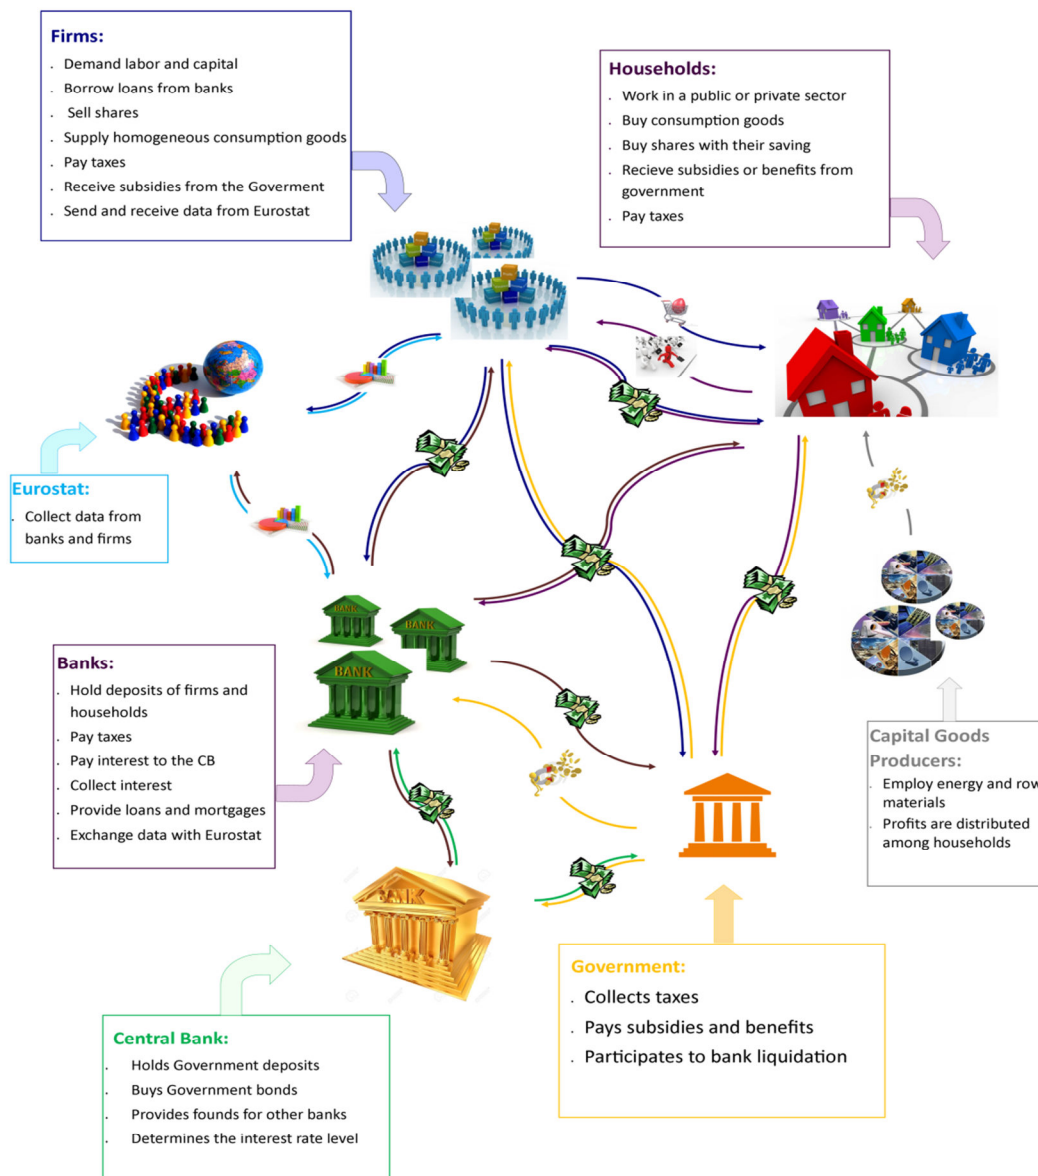 Firms:
. Demand labor and capital
. Borrow loans from banks
. Sell shares
. Supply homogeneous consumption goods
. Pay taxes
. Receive subsidies from the Goverment
. Send and receive data from Eurostat
Households:
. Work in a public or private sector
. Buy consumption goods
. Buy shares with their saving
. Recieve subsidies or benefits from
government
. Pay taxes
Eurostat:
. Collect data from
banks and firms
BANK
BANK
BANK
Banks:
. Hold deposits of firms and
households
. Pay taxes
. Pay interest to the CB
. Collect interest
. Provide loans and mortgages
. Exchange data with Eurostat
Capital Goods
Producers:
. Employ energy and row
materials
. Profits are distributed
among households
BANK
Government:
. Collects taxes
. Pays subsidies and benefits
. Participates to bank liquidation
Central Bank:
. Holds Government deposits
. Buys Government bonds
. Provides founds for other banks
. Determines the interest rate level